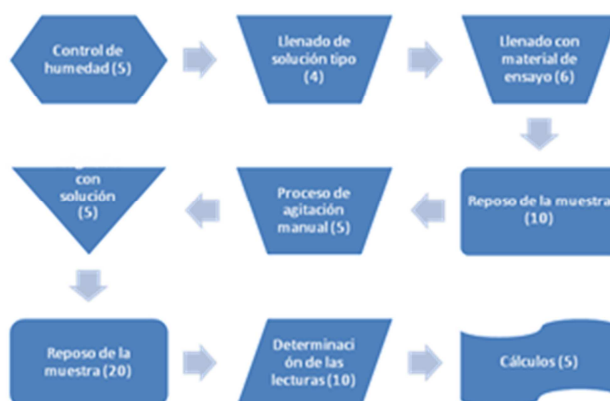 Control de
humedad (5)
Llenado de
solución tipo
(4)
Llenado con
material de
ensayo (6)
Reposo de la muestra
(10)
Proceso de
agitación
manual (5)
con
solución
(5)
Reposo de la
muestra (20)
Determinaci
ón de las
lecturas (10)
Cálculos (5)